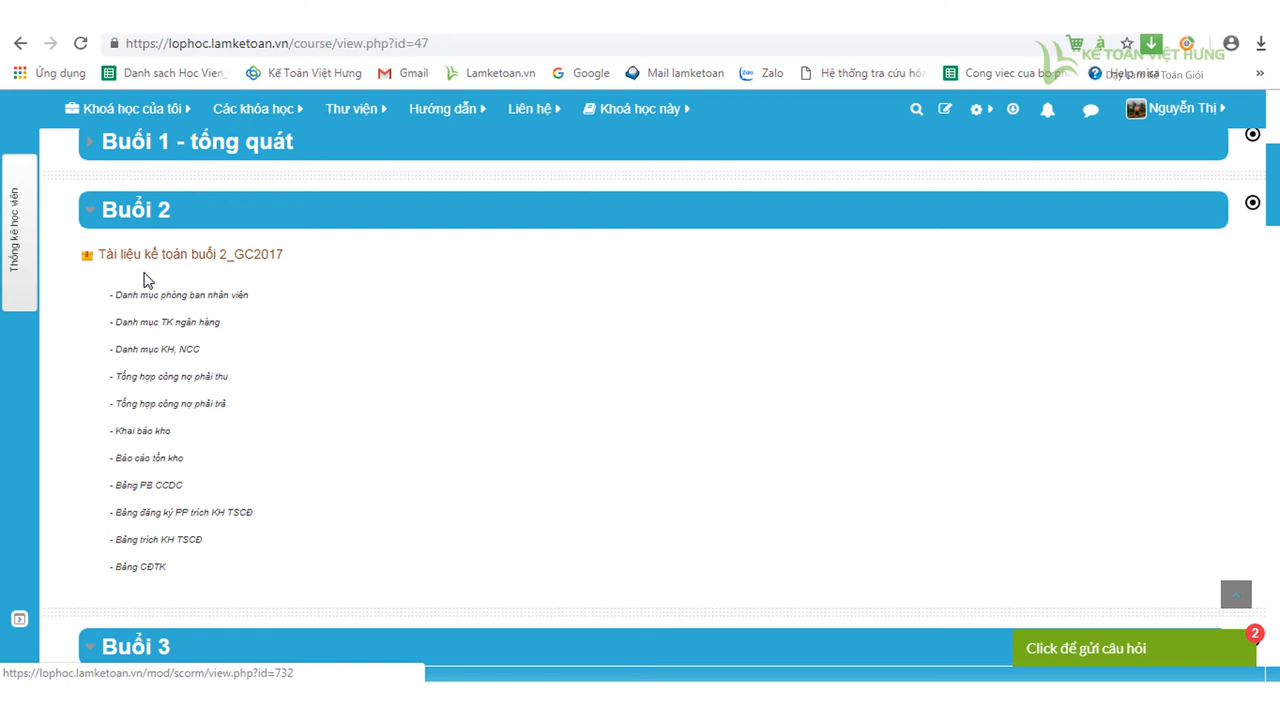 https://lophoc.lamketoan.vn/course/view.php?id=47
KẾ TOÁN VIỆT HƯNG
Dạy Làm Kế Toán Giỏi
Ứng dụng
Danh sach Hoc Vien_
Kế Toán Việt Hưng
Gmail
Lamketoan.vn
Google
Mail lamketoan
Zalo
Hệ thống tra cứu hóa
Cong viec cua bo ph
Help misa
»
Khoá học của tôi
Các khóa học
Thư viện
Hướng dẫn
Liên hệ
Khoá học này
Nguyễn Thị
Buổi 1 - tổng quát
Thống kê học viên
Buổi 2
Tài liệu kế toán buổi 2_GC2017
- Danh mục phòng ban nhân viên
- Danh mục TK ngân hàng
- Danh mục KH, NCC
- Tổng hợp công nợ phải thu
- Tổng hợp công nợ phải trả
- Khai báo kho
- Báo cáo tồn kho
- Bảng PB CCDC
- Bảng đăng ký PP trích KH TSCĐ
- Bảng trích KH TSCĐ
- Bảng CĐTK
Buổi 3
2
Click để gửi câu hỏi
https://lophoc.lamketoan.vn/mod/scorm/view.php?id=732